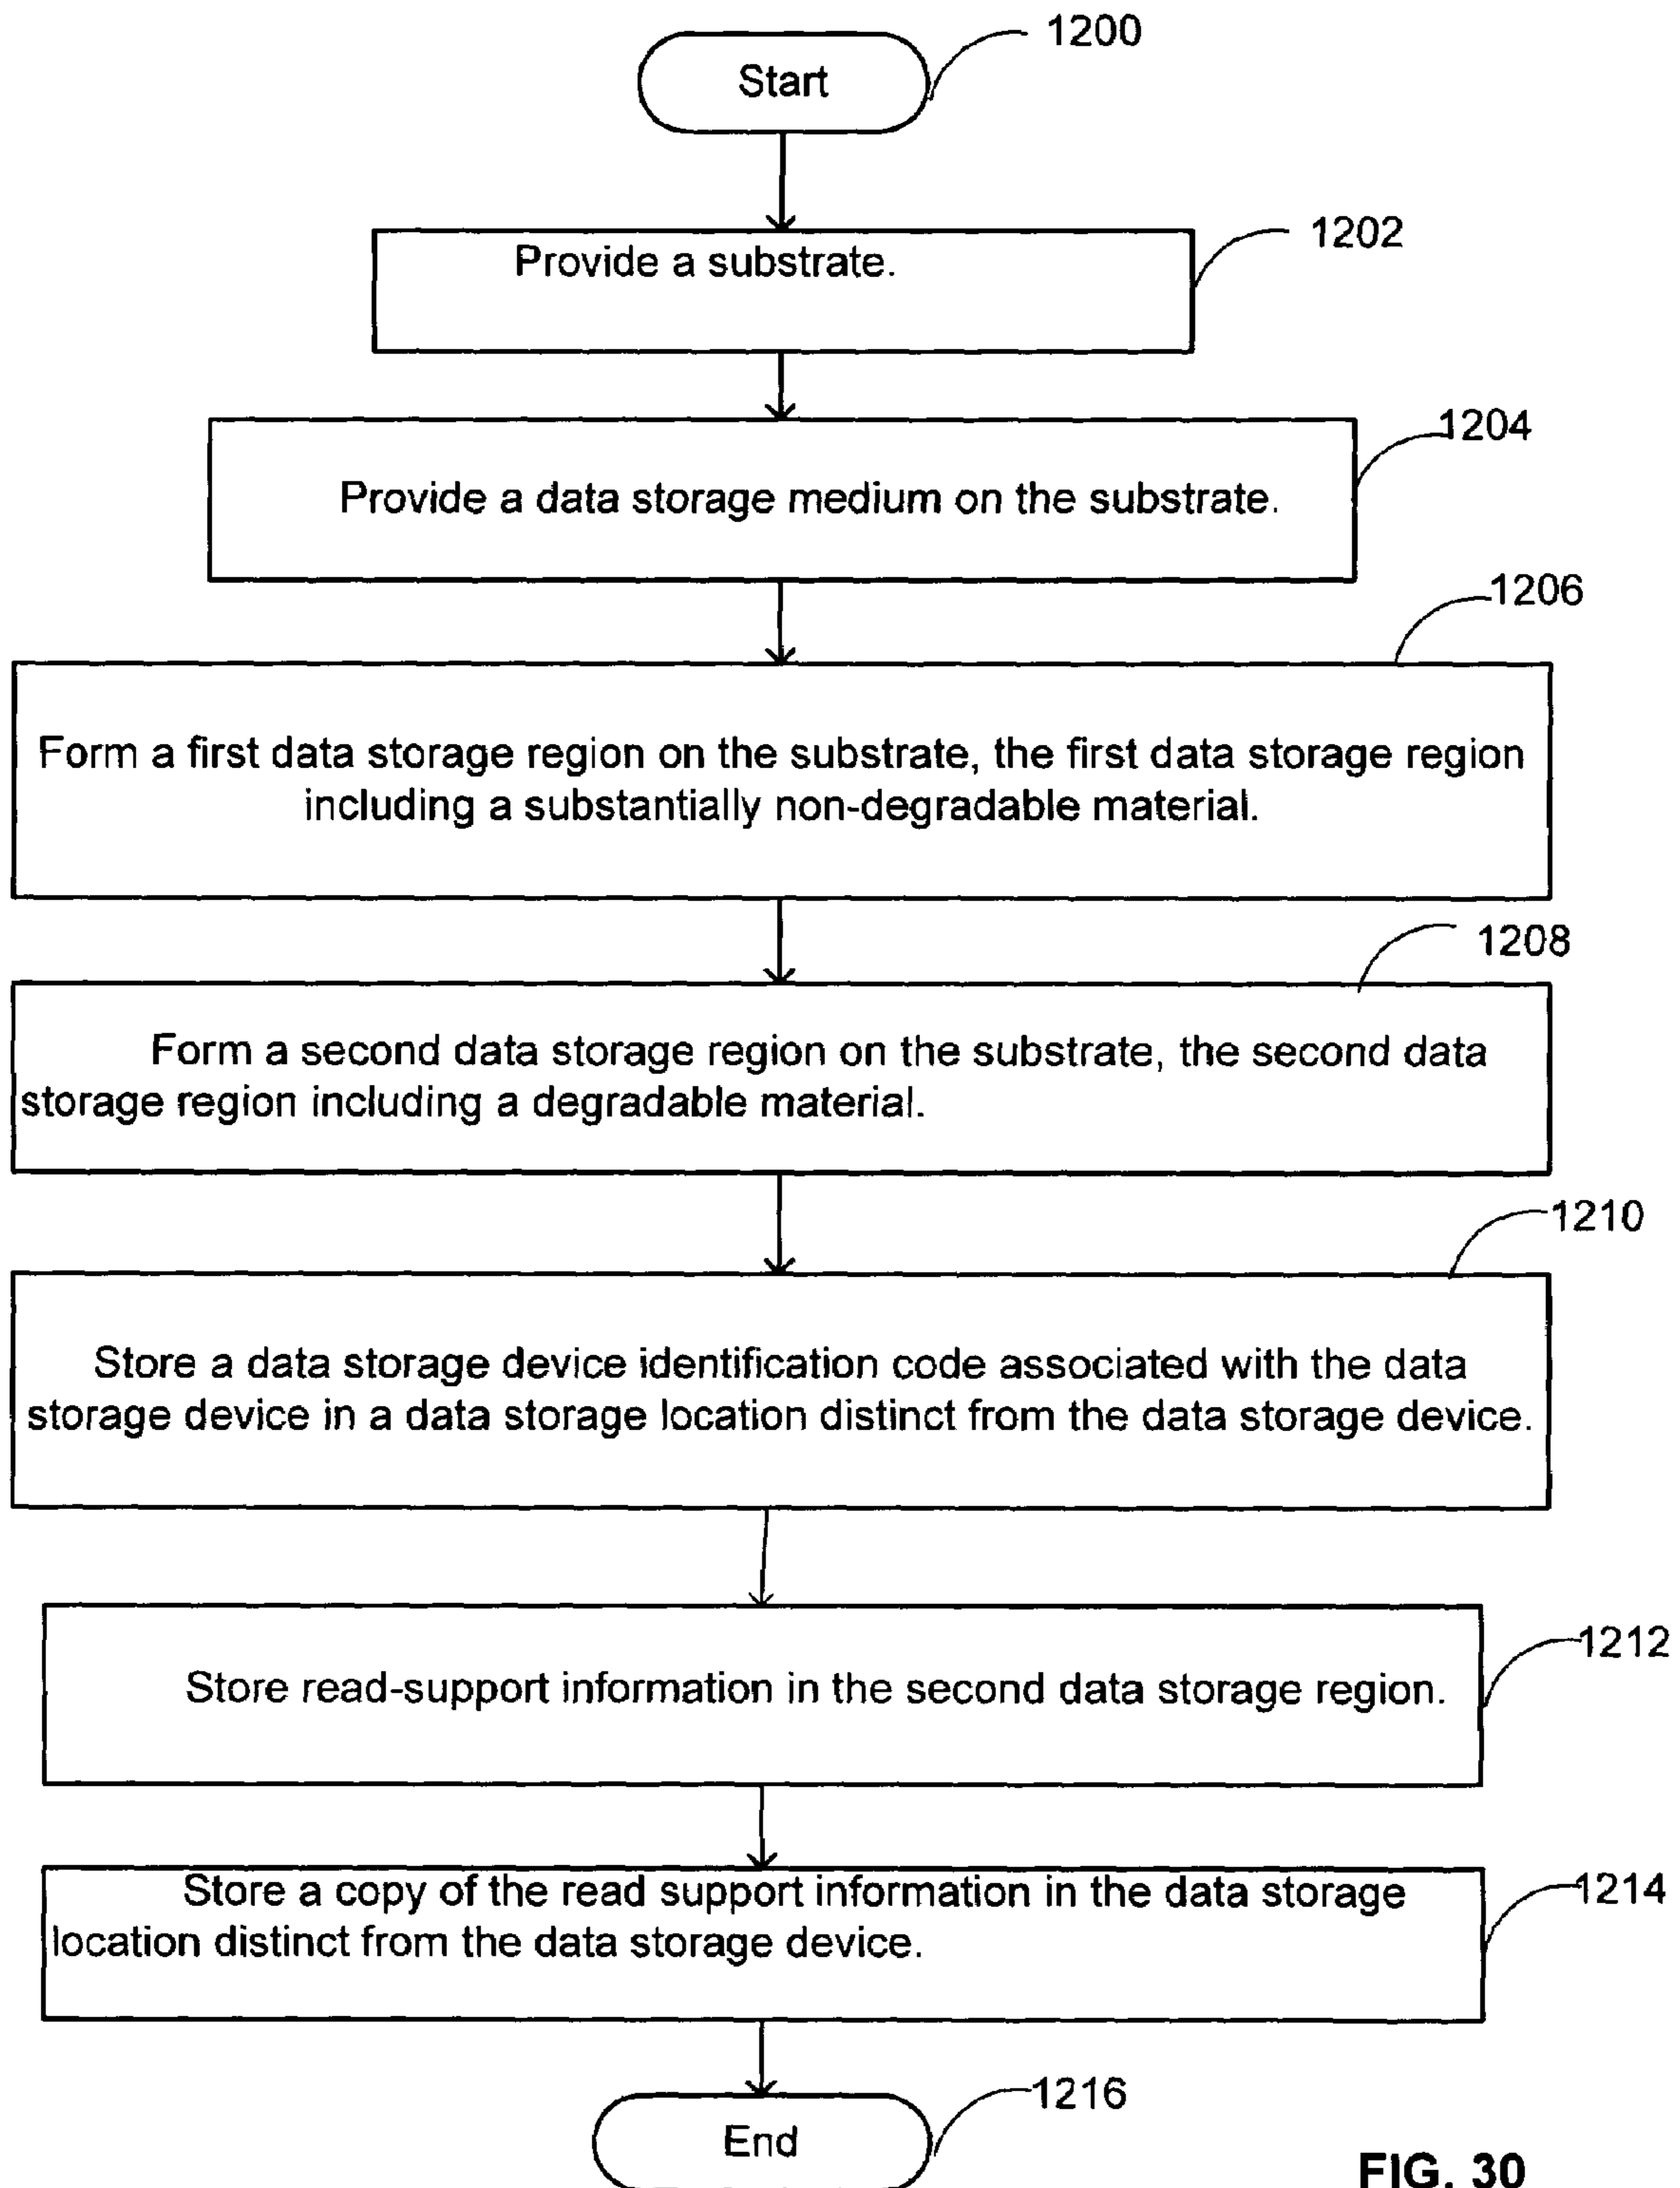 1200
Start
1202
Provide a substrate.
1204
Provide a data storage medium on the substrate.
1206
Form a first data storage region on the substrate, the first data storage region
including a substantially non-degradable material.
1208
Form a second data storage region on the substrate, the second data
storage region including a degradable material.
1210
Store a data storage device identification code associated with the data
storage device in a data storage location distinct from the data storage device.
1212
Store read-support information in the second data storage region.
1214
Store a copy of the read support information in the data storage
location distinct from the data storage device.
1216
End
FIG. 30